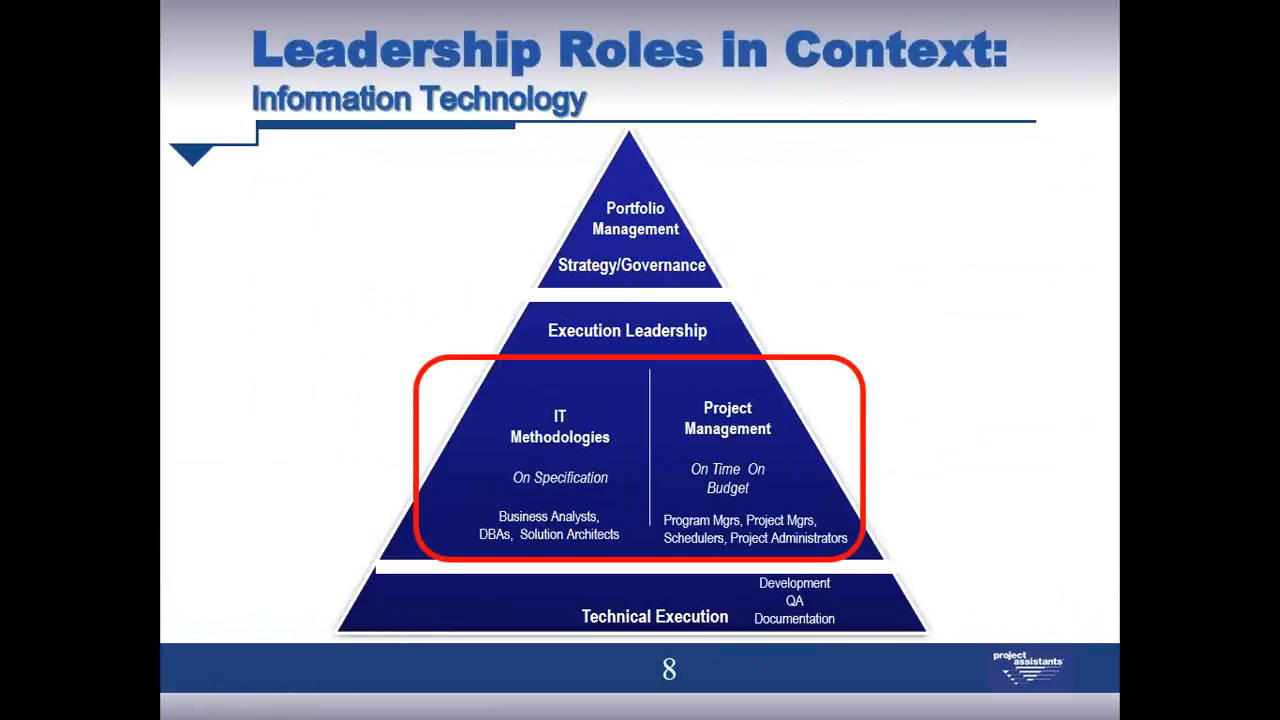 Leadership Roles in Context:
Information Technology
Portfolio
Management
Strategy/Governance
Execution Leadership
IT
Methodologies
On Specification
Business Analysts,
DBAs, Solution Architects
Project
Management
On Time On
Budget
Program Mgrs, Project Mgrs,
Schedulers, Project Administrators
Technical Execution
Development
QA
Documentation
8
project
assistants